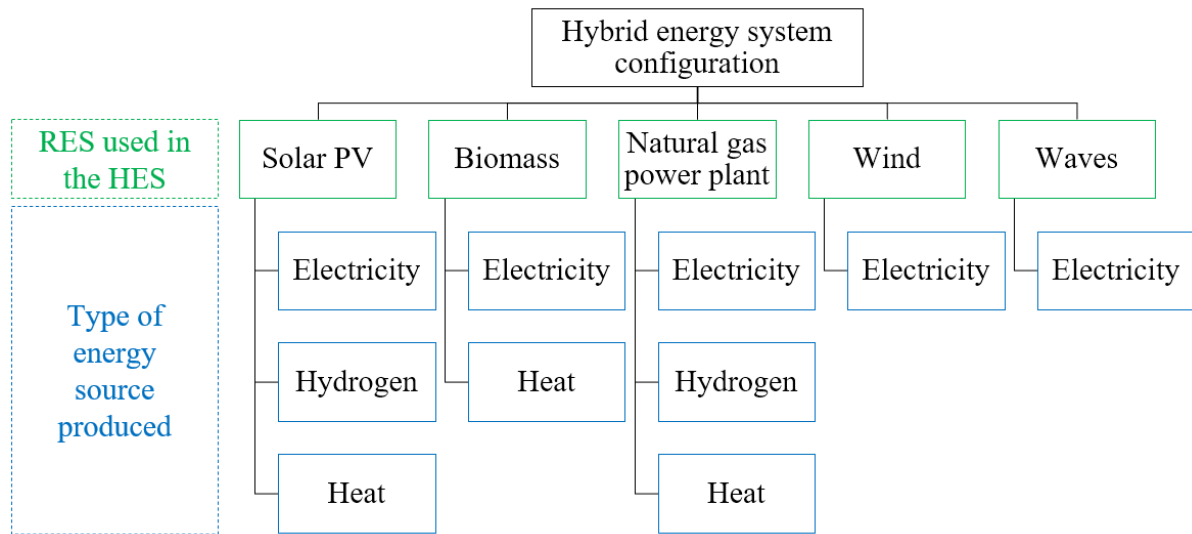 Hybrid energy system
configuration
RES used in
the HES
Solar PV
Biomass
Natural gas
power plant
Wind
Waves
Type of
energy
source
produced
Electricity
Electricity
Electricity
Electricity
Electricity
Hydrogen
Heat
Hydrogen
Heat
Heat